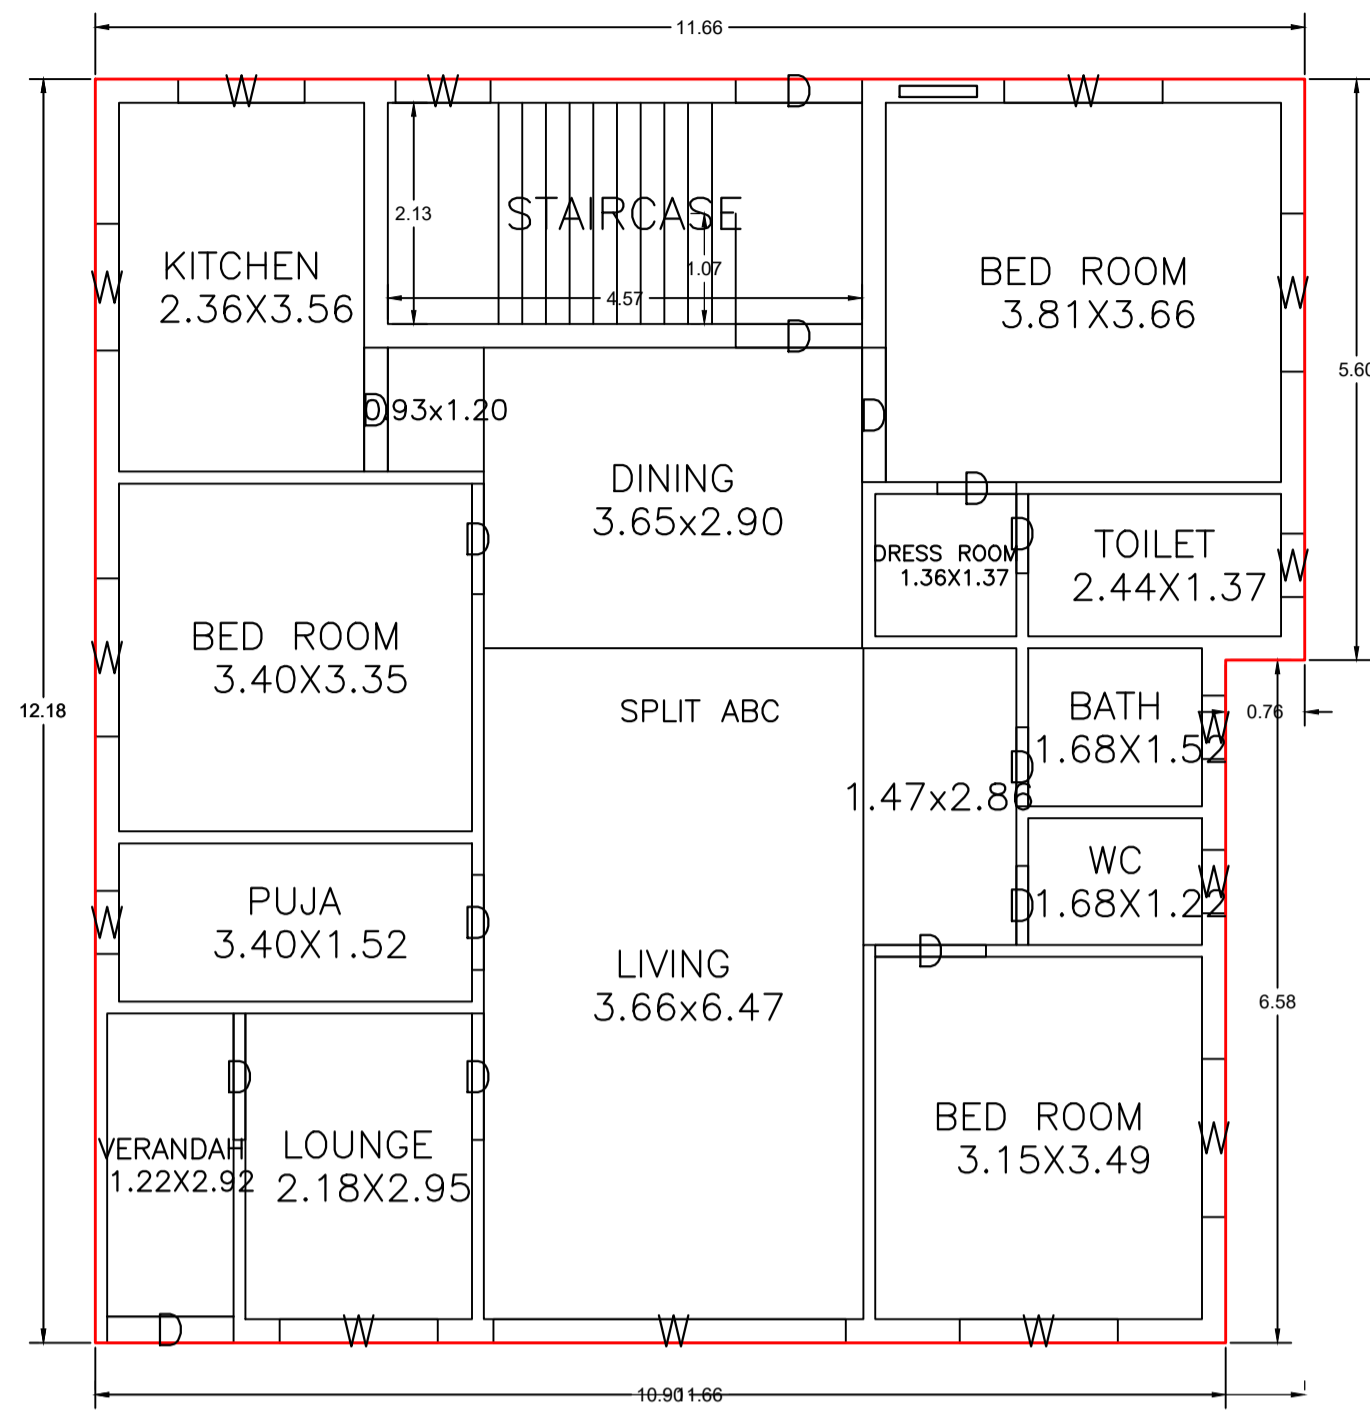 11.66
W
W
D
W
2.13
STAIRCASE
1.07
4.57
KITCHEN
2.36X3.56
W
BED ROOM
3.81X3.66
W
5.60
D
D
0.93x1.20
D
DINING
3.65x2.90
D
D
D
DRESS ROOM
1.36X1.37
TOILET
2.44X1.37
W
BED ROOM
3.40X3.35
W
12.18
SPLIT ABC
BATH
1.68X1.52
W
0.76
D
1.47x2.86
WC
1.68X1.22
W
D
PUJA
3.40X1.52
W
D
D
LIVING
3.66x6.47
6.58
D
D
VERANDAH
1.22X2.92
LOUNGE
2.18X2.95
BED ROOM
3.15X3.49
W
D
W
W
W
10.90
11.66